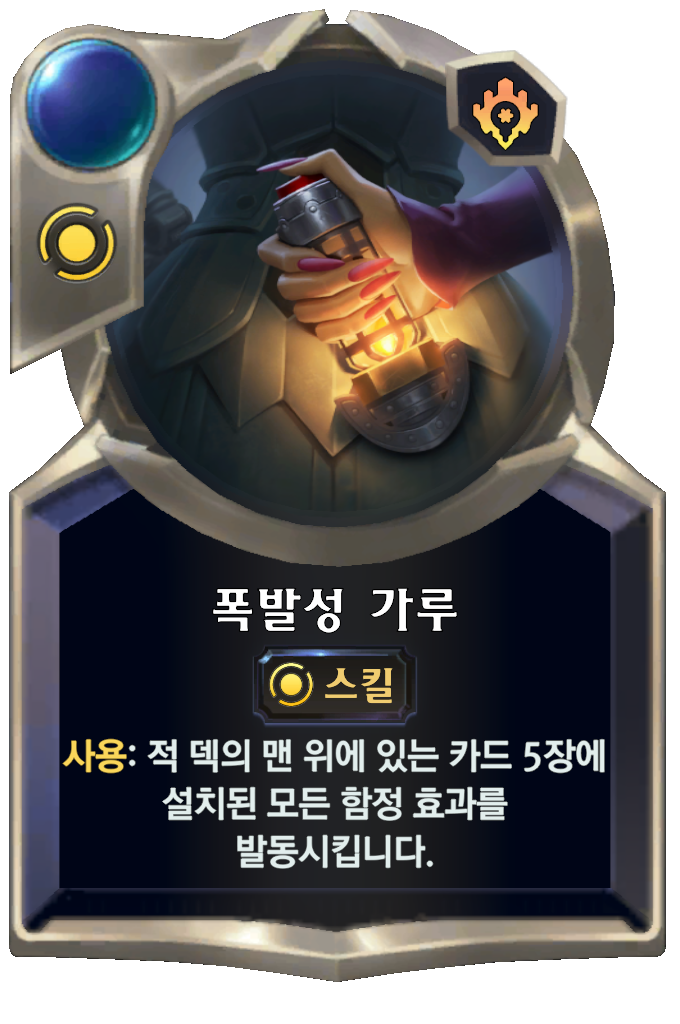 폭발성 가루
스킬
사용: 적 덱의 맨 위에 있는 카드 5장에
설치된 모든 함정 효과를
발동시킵니다.